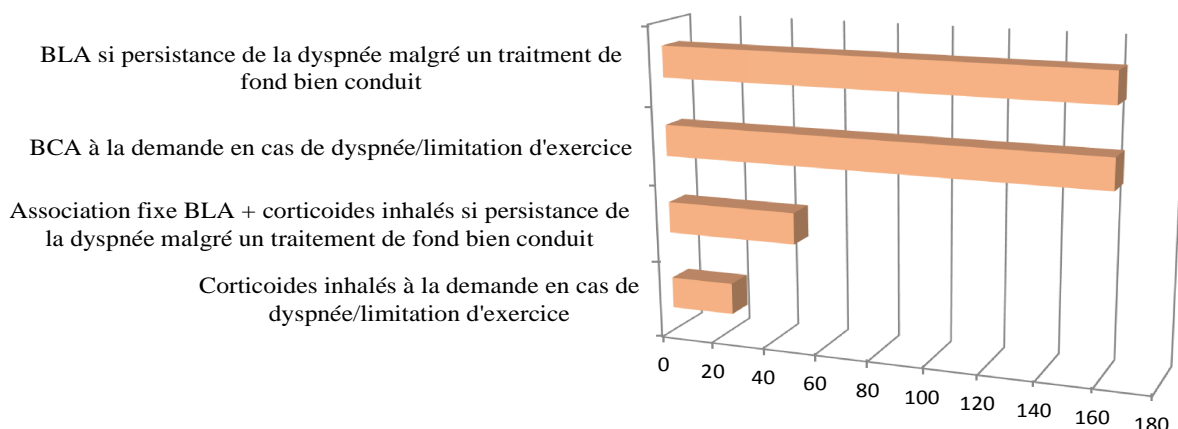 BLA si persistance de la dyspnée malgré un traitment de
fond bien conduit
BCA à la demande en cas de dyspnée/limitation d'exercice
Association fixe BLA + corticoides inhalés si persistance de
la dyspnée malgré un traitement de fond bien conduit
Corticoides inhalés à la demande en cas de
dyspnée/limitation d'exercice
0 20 40 60 80 100 120 140 160 180